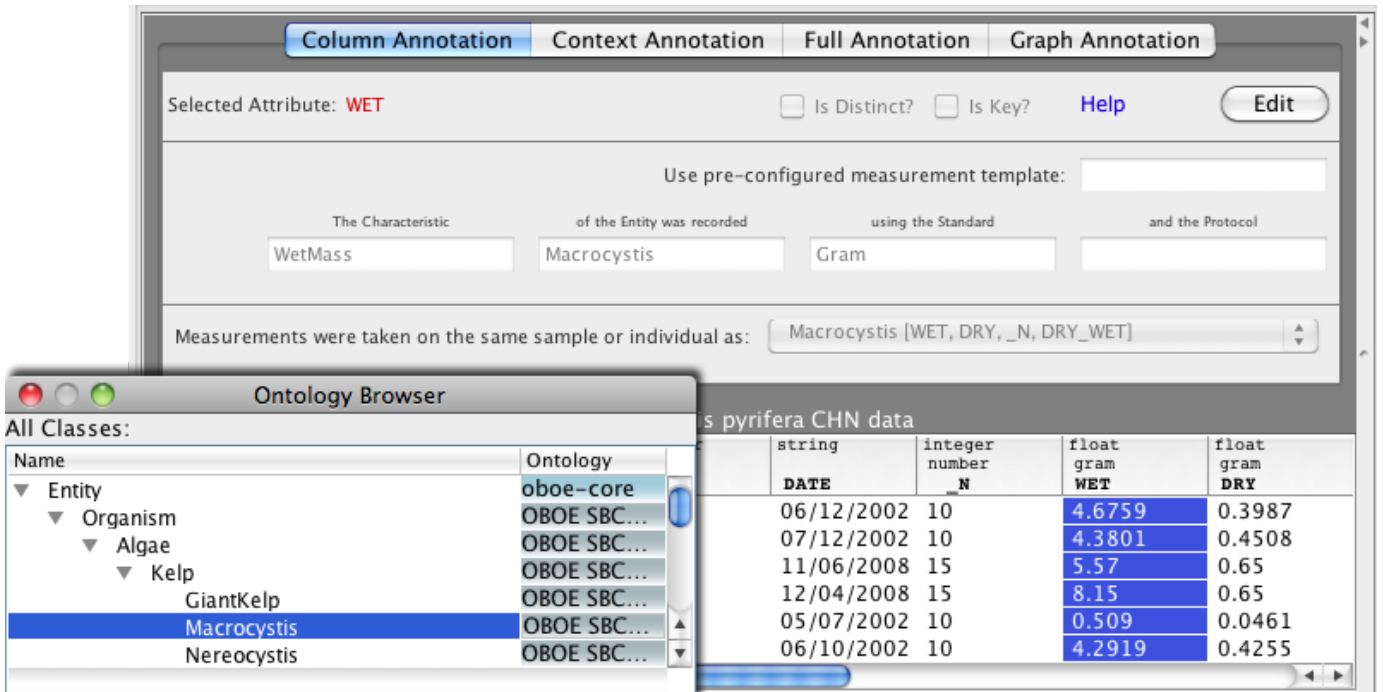 Column Annotation Context Annotation Full Annotation Graph Annotation
Selected Attribute: WET Is Distinct? Is Key? Help Edit
Use pre-configured measurement template:
The Characteristic of the Entity was recorded using the Standard and the Protocol
WetMass Macrocystis Gram
Measurements were taken on the same sample or individual as: Macrocystis [WET, DRY, _N, DRY_WET]
Ontology Browser
All Classes:
Name Ontology
Entity oboe-core
Organism OBOE SBC...
Algae OBOE SBC...
Kelp OBOE SBC...
GiantKelp OBOE SBC...
Macrocystis OBOE SBC...
Nereocystis OBOE SBC...
is pyrifera CHN data
string integer float float
number gram gram
DATE _N WET DRY
06/12/2002 10 4.6759 0.3987
07/12/2002 10 4.3801 0.4508
11/06/2008 15 5.57 0.65
12/04/2008 15 8.15 0.65
05/07/2002 10 0.509 0.0461
06/10/2002 10 4.2919 0.4255